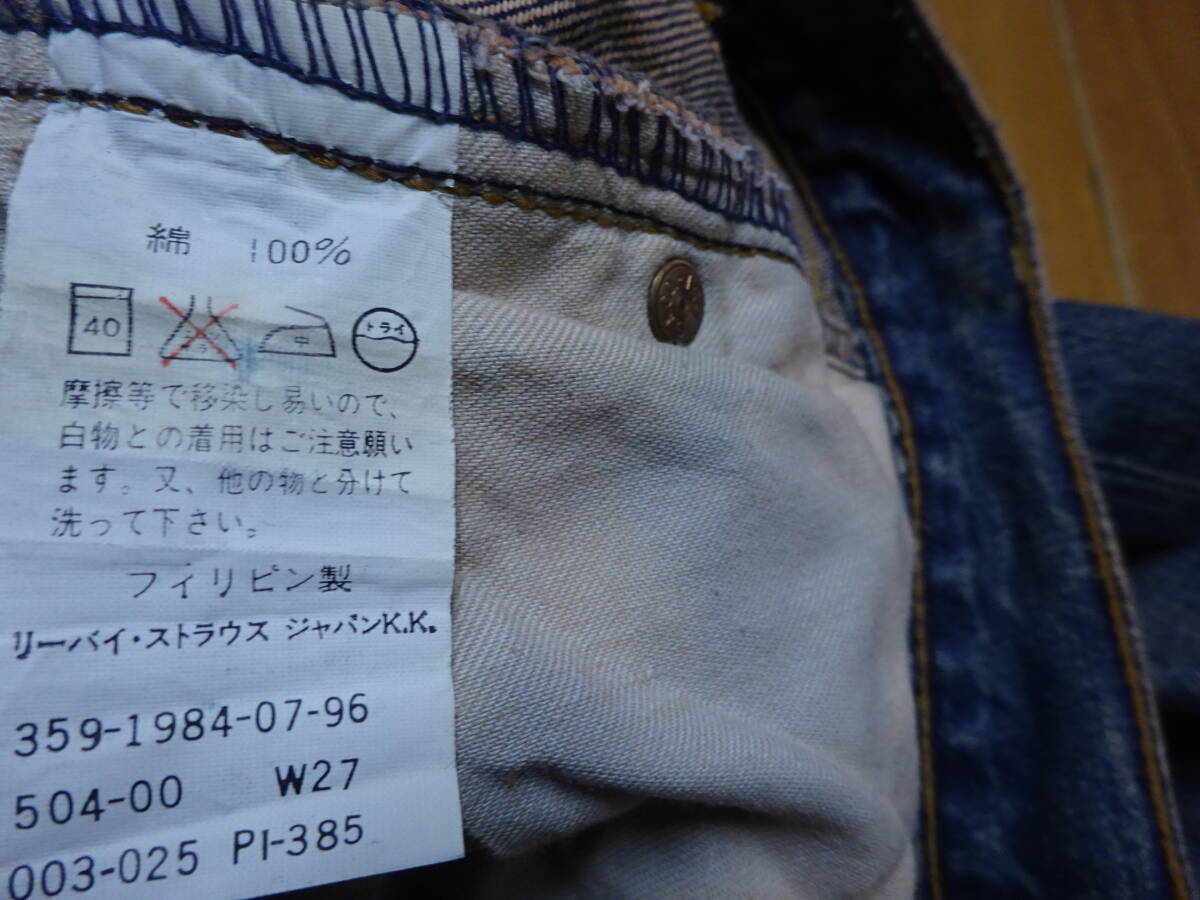 綿 100%
40 中 ドライ
摩擦等で移染し易いので、
白物との着用はご注意願い
ます。又、他の物と分けて
洗って下さい。
フィリピン製
リーバイ・ストラウス ジャパンK.K.
359-1984-07-96
504-00 W27
003-025 PI-385